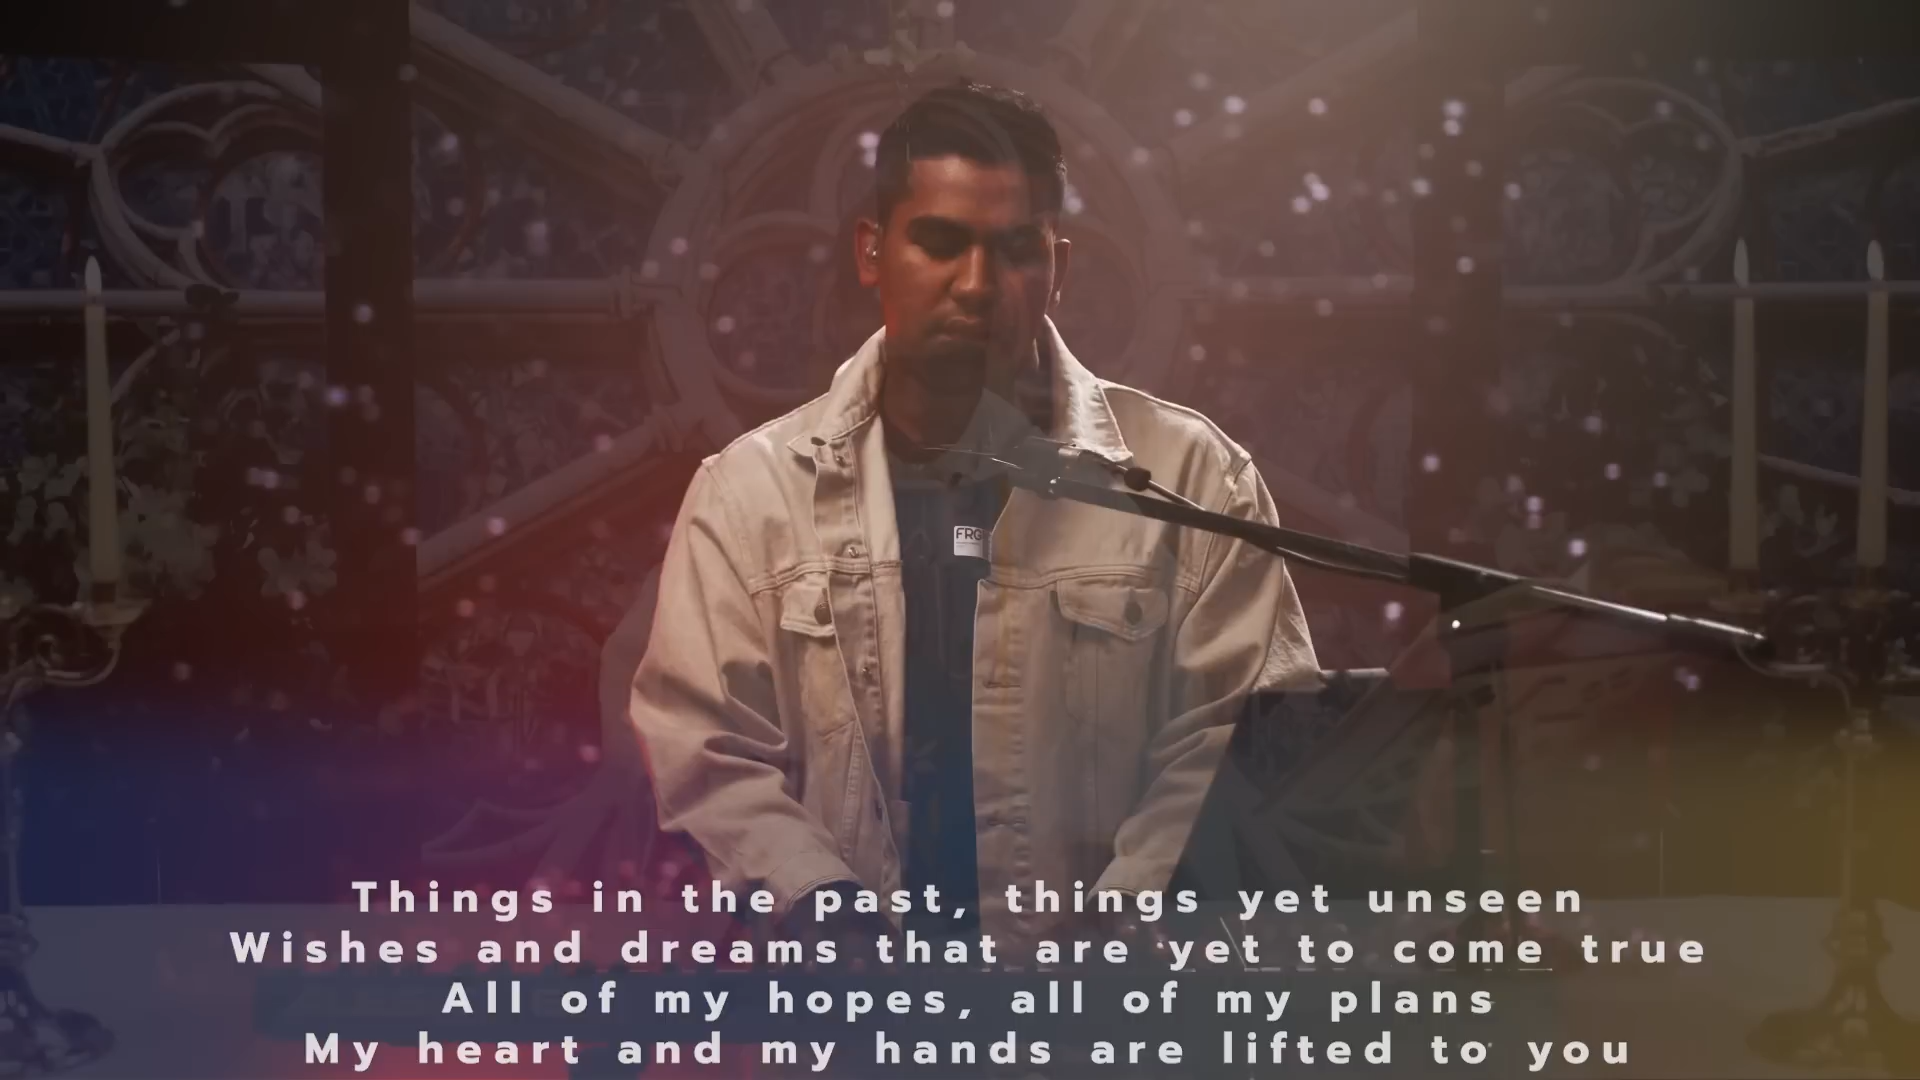 FRG
Things in the past, things yet unseen
Wishes and dreams that are yet to come true
All of my hopes, all of my plans
My heart and my hands are lifted to you